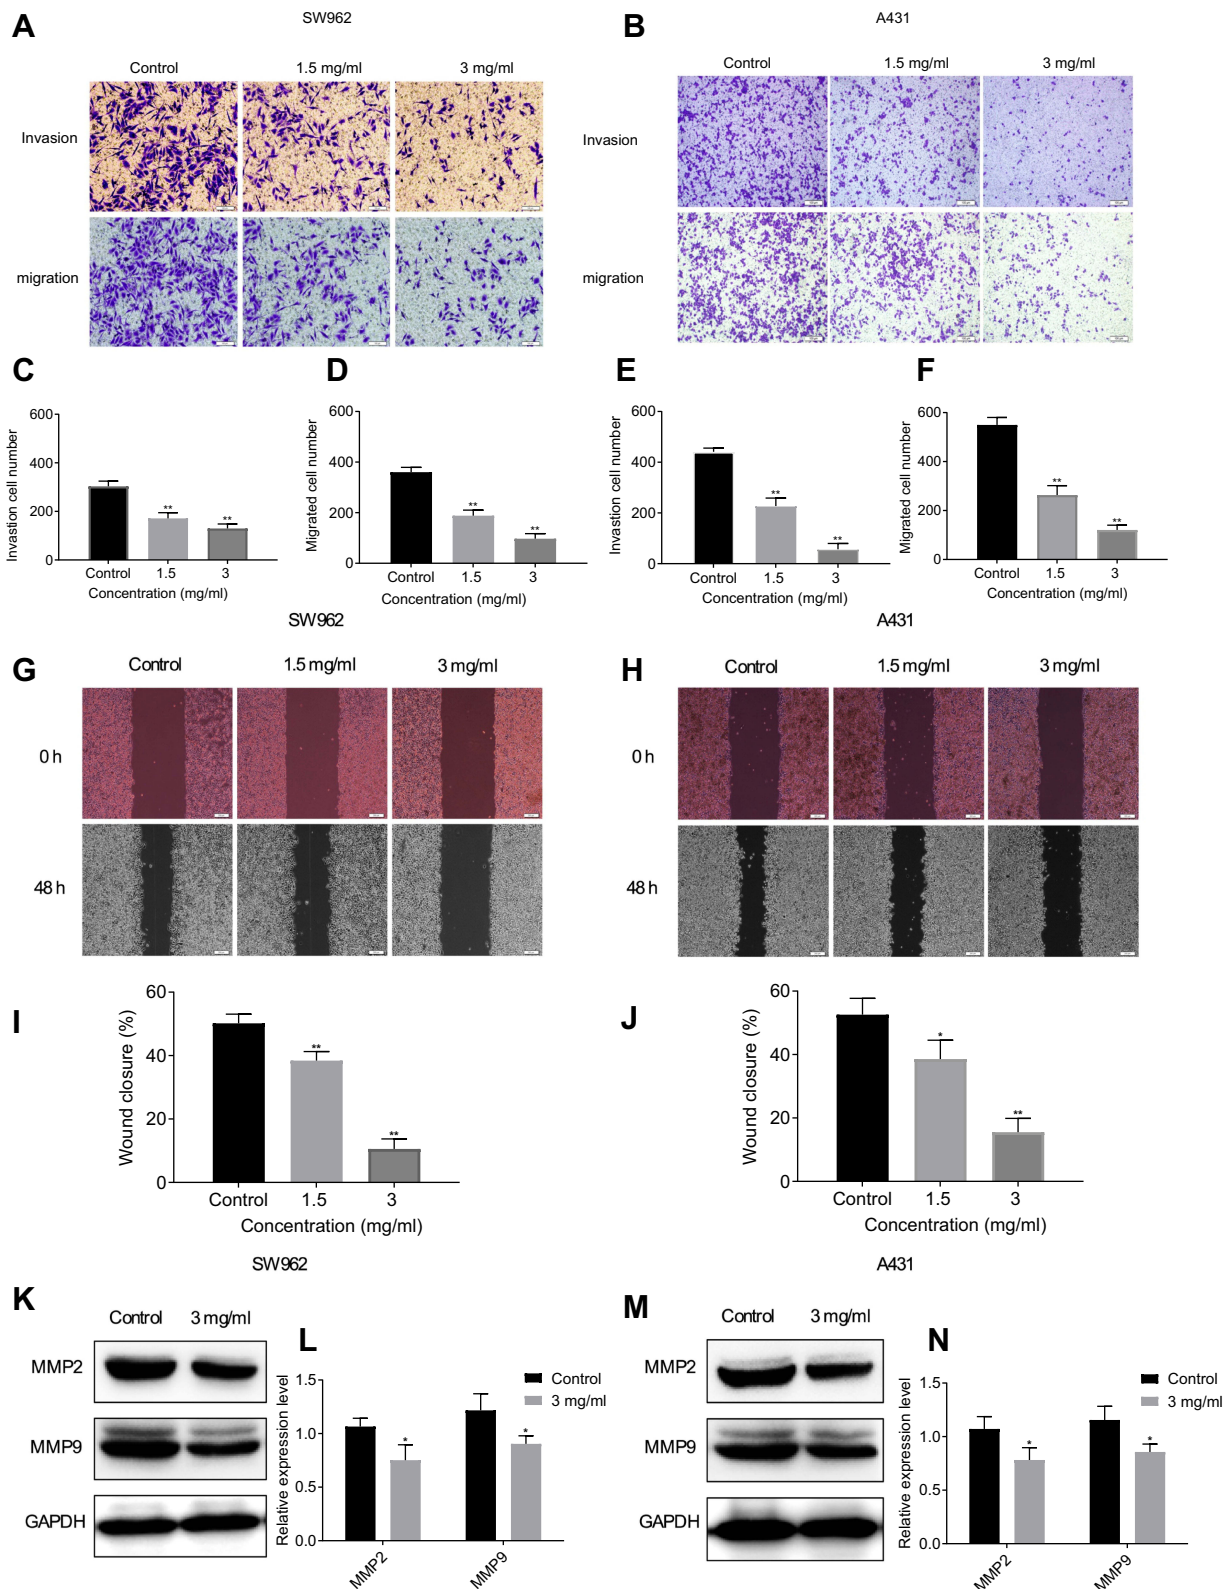 A
SW962
Control
1.5 mg/ml
3 mg/ml
Invasion
migration
B
A431
Control
1.5 mg/ml
3 mg/ml
Invasion
migration
C
Invastion cell number
600
400
200
0
**
**
Control
1.5
3
Concentration (mg/ml)
D
Migrated cell number
600
400
200
0
**
**
Control
1.5
3
Concentration (mg/ml)
E
Invastion cell number
600
400
200
0
**
**
Control
1.5
3
Concentration (mg/ml)
F
Migrated cell number
600
400
200
0
**
**
Control
1.5
3
Concentration (mg/ml)
SW962
G
Control
1.5 mg/ml
3 mg/ml
0 h
48 h
A431
H
Control
1.5 mg/ml
3 mg/ml
0 h
48 h
I
Wound closure (%)
60
40
20
0
**
**
Control
1.5
3
Concentration (mg/ml)
J
Wound closure (%)
60
40
20
0
*
**
Control
1.5
3
Concentration (mg/ml)
SW962
K
Control
3 mg/ml
MMP2
MMP9
GAPDH
L
Relative expression level
1.5
1.0
0.5
0.0
*
*
Control
3 mg/ml
MMP2
MMP9
A431
M
Control
3 mg/ml
MMP2
MMP9
GAPDH
N
Relative expression level
1.5
1.0
0.5
0.0
*
*
Control
3 mg/ml
MMP2
MMP9